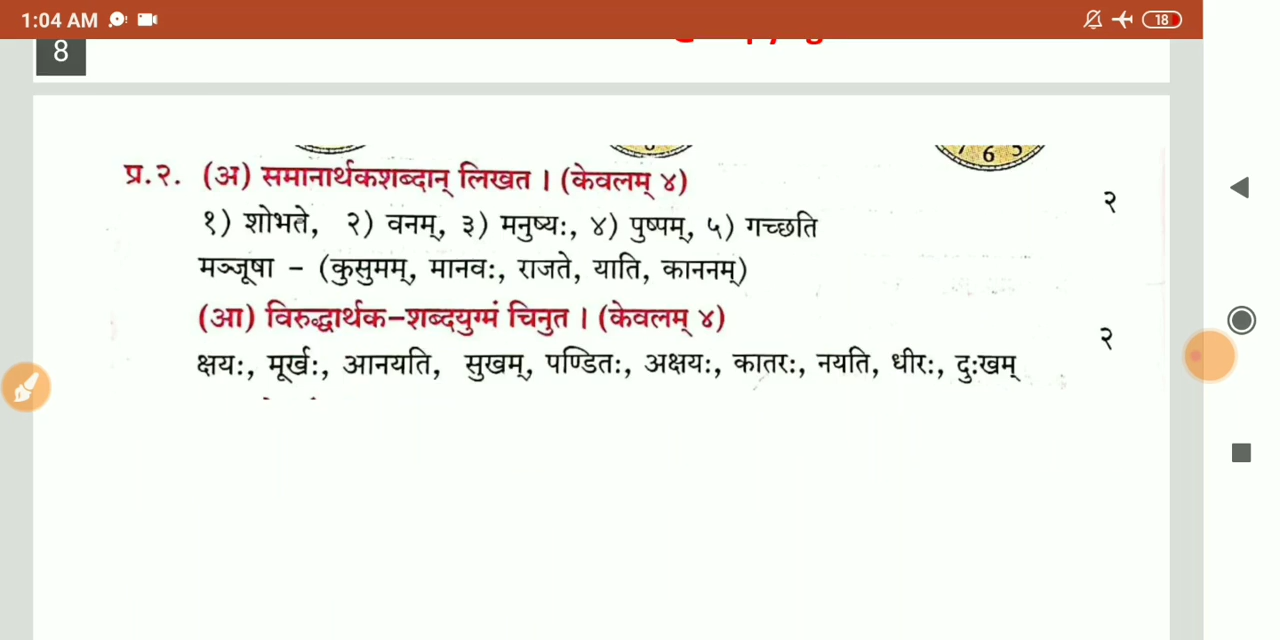 1:04 AM
18
8
6 5
प्र.२. (अ) समानार्थकशब्दान् लिखत । (केवलम् ४)
२
१) शोभते, २) वनम्, ३) मनुष्यः, ४) पुष्पम्, ५) गच्छति
मञ्जूषा - (कुसुमम्, मानवः, राजते, याति, काननम्)
(आ) विरुद्धार्थक-शब्दयुग्मं चिनुत । (केवलम् ४)
२
क्षयः, मूर्खः, आनयति, सुखम्, पण्डितः, अक्षयः, कातरः, नयति, धीरः, दुःखम्